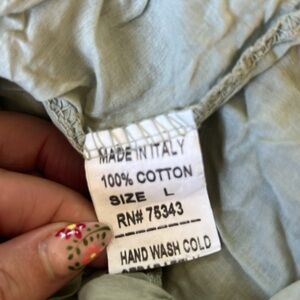 MADE IN ITALY
100% COTTON
SIZE L
RN# 75343
HAND WASH COLD